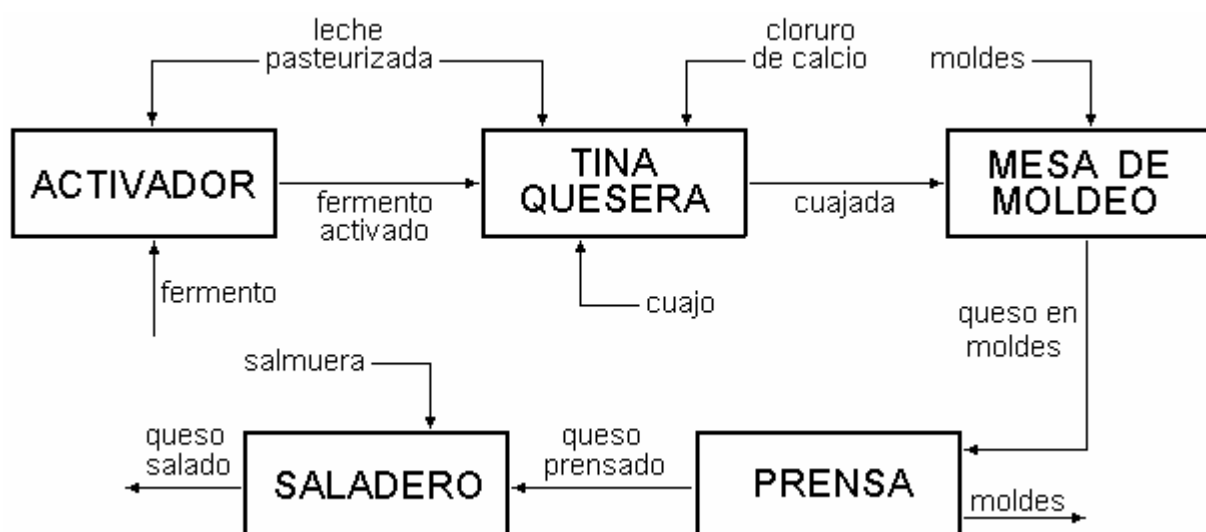 leche
pasteurizada
cloruro
de calcio
moldes
ACTIVADOR
fermento
activado
TINA
QUESERA
cuajada
MESA DE
MOLDEO
fermento
cuajo
queso en
moldes
salmuera
queso
salado
SALADERO
queso
prensado
PRENSA
moldes